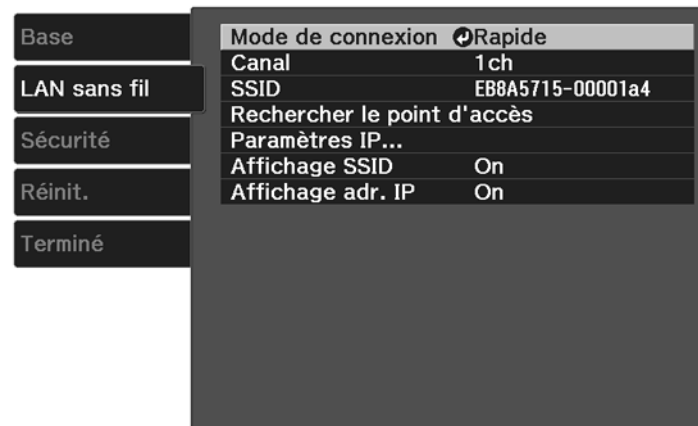 Base
LAN sans fil
Sécurité
Réinit.
Terminé
Mode de connexion Rapide
Canal 1ch
SSID EB8A5715-00001a4
Rechercher le point d'accès
Paramètres IP...
Affichage SSID On
Affichage adr. IP On